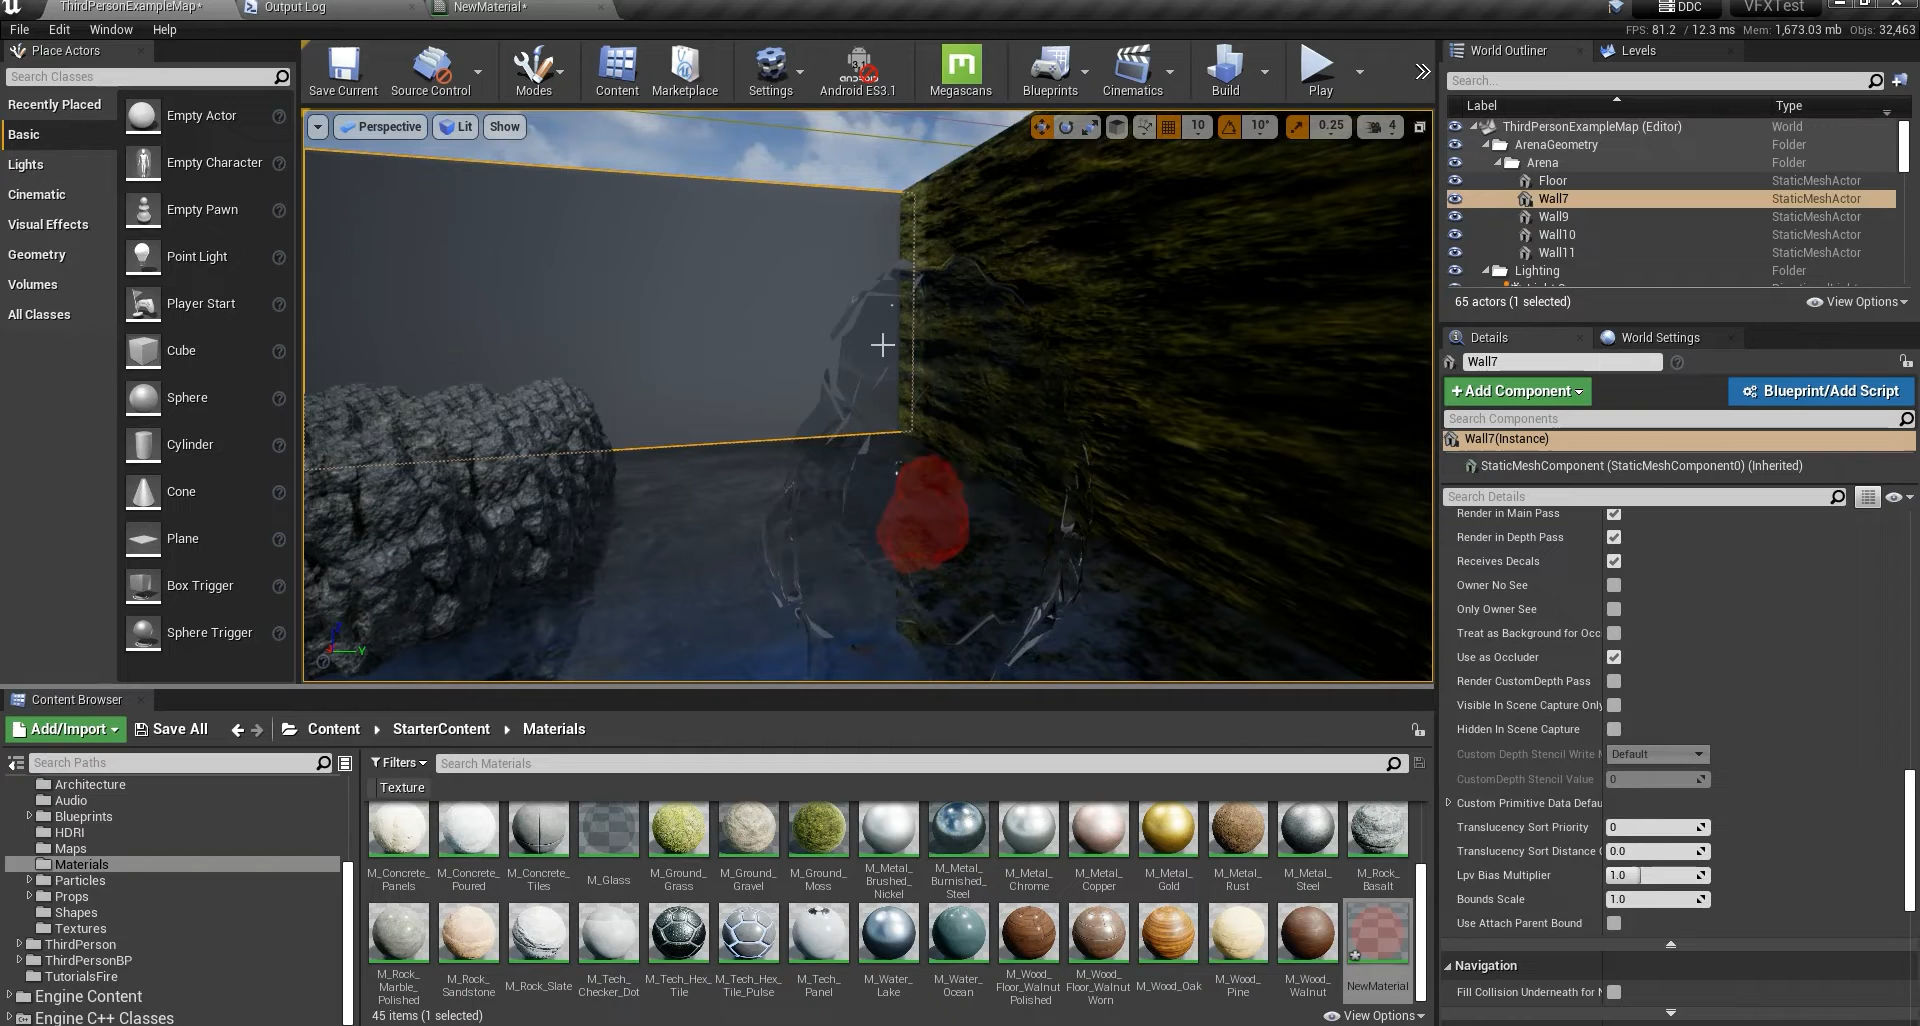 ThirdPersonExampleMap*
Output Log
NewMaterial*
DDC
VFXTest
File Edit Window Help
FPS: 81.2 / 12.3 ms Mem: 1,673.03 mb Objs: 32,463
Place Actors
Search Classes
Recently Placed
Basic
Lights
Cinematic
Visual Effects
Geometry
Volumes
All Classes
Empty Actor
Empty Character
Empty Pawn
Point Light
Player Start
Cube
Sphere
Cylinder
Cone
Plane
Box Trigger
Sphere Trigger
Save Current
Source Control
Modes
Content
Marketplace
Settings
3.1
android
Android ES3.1
Megascans
Blueprints
Cinematics
Build
Play
Perspective
Lit
Show
10
10°
0.25
4
Y
World Outliner
Levels
Search...
Label Type
ThirdPersonExampleMap (Editor) World
ArenaGeometry Folder
Arena Folder
Floor StaticMeshActor
Wall7 StaticMeshActor
Wall9 StaticMeshActor
Wall10 StaticMeshActor
Wall11 StaticMeshActor
Lighting Folder
65 actors (1 selected)
View Options
Details
World Settings
Wall7
+Add Component
Blueprint/Add Script
Search Components
Wall7(Instance)
StaticMeshComponent (StaticMeshComponent0) (Inherited)
Search Details
Render in Main Pass
Render in Depth Pass
Receives Decals
Owner No See
Only Owner See
Treat as Background for Occ
Use as Occluder
Render CustomDepth Pass
Visible In Scene Capture Only
Hidden In Scene Capture
Custom Depth Stencil Write Default
CustomDepth Stencil Value 0
Custom Primitive Data Defau
Translucency Sort Priority 0
Translucency Sort Distance 0.0
Lpv Bias Multiplier 1.0
Bounds Scale 1.0
Use Attach Parent Bound
Navigation
Fill Collision Underneath for
Content Browser
Add/Import
Save All
Content
StarterContent
Materials
Search Paths
Filters
Search Materials
Texture
Architecture
Audio
Blueprints
HDRI
Maps
Materials
Particles
Props
Shapes
Textures
ThirdPerson
ThirdPersonBP
TutorialsFire
Engine Content
Engine C++ Classes
M_Concrete_Panels
M_Concrete_Poured
M_Concrete_Tiles
M_Glass
M_Ground_Grass
M_Ground_Gravel
M_Ground_Moss
M_Metal_Brushed_Nickel
M_Metal_Burnished_Steel
M_Metal_Chrome
M_Metal_Copper
M_Metal_Gold
M_Metal_Rust
M_Metal_Steel
M_Rock_Basalt
M_Rock_Marble_Polished
M_Rock_Sandstone
M_Rock_Slate
M_Tech_Checker_Dot
M_Tech_Hex_Tile
M_Tech_Hex_Tile_Pulse
M_Tech_Panel
M_Water_Lake
M_Water_Ocean
M_Wood_Floor_Walnut Polished
M_Wood_Floor_Walnut Worn
M_Wood_Oak
M_Wood_Pine
M_Wood_Walnut
NewMaterial
45 items (1 selected)
View Options